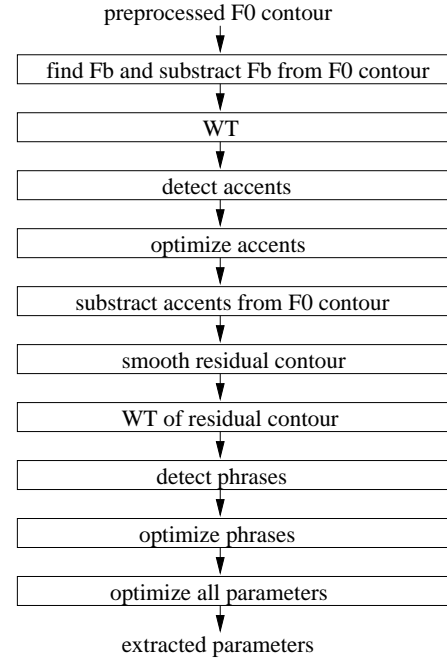 preprocessed F0 contour
find Fb and substract Fb from F0 contour
WT
detect accents
optimize accents
substract accents from F0 contour
smooth residual contour
WT of residual contour
detect phrases
optimize phrases
optimize all parameters
extracted parameters